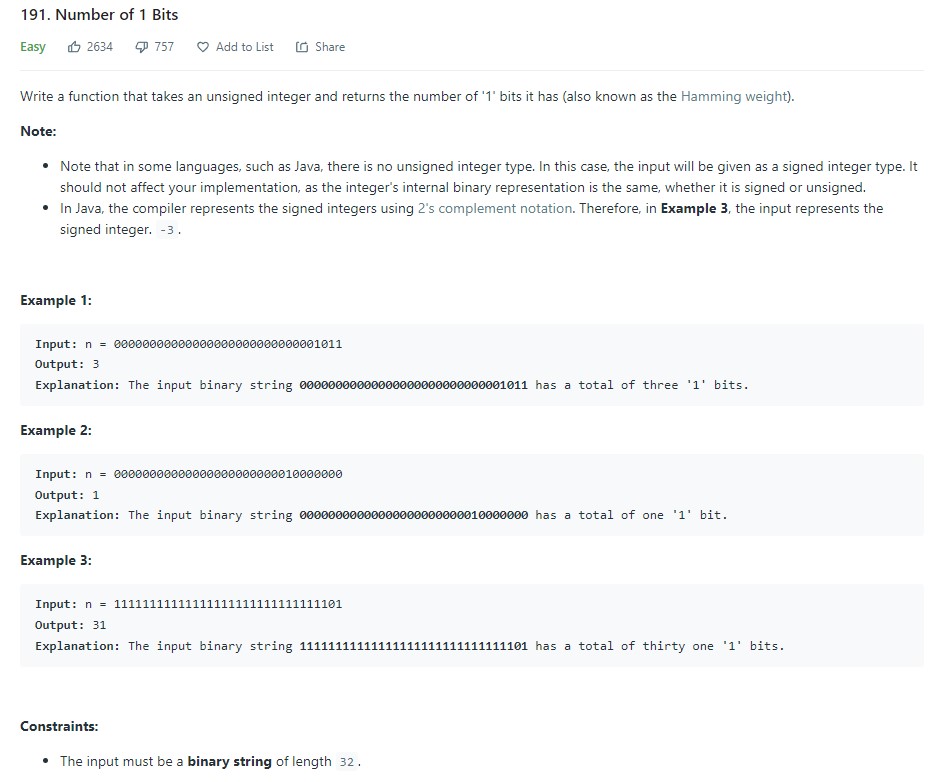 191. Number of 1 Bits
Easy 2634 757 Add to List Share
Write a function that takes an unsigned integer and returns the number of '1' bits it has (also known as the Hamming weight).
Note:
• Note that in some languages, such as Java, there is no unsigned integer type. In this case, the input will be given as a signed integer type. It
should not affect your implementation, as the integer's internal binary representation is the same, whether it is signed or unsigned.
• In Java, the compiler represents the signed integers using 2's complement notation. Therefore, in Example 3, the input represents the
signed integer. -3.
Example 1:
Input: n = 00000000000000000000000000001011
Output: 3
Explanation: The input binary string 00000000000000000000000000001011 has a total of three '1' bits.
Example 2:
Input: n = 00000000000000000000000010000000
Output: 1
Explanation: The input binary string 00000000000000000000000010000000 has a total of one '1' bit.
Example 3:
Input: n = 11111111111111111111111111111101
Output: 31
Explanation: The input binary string 11111111111111111111111111111101 has a total of thirty one '1' bits.
Constraints:
• The input must be a binary string of length 32.